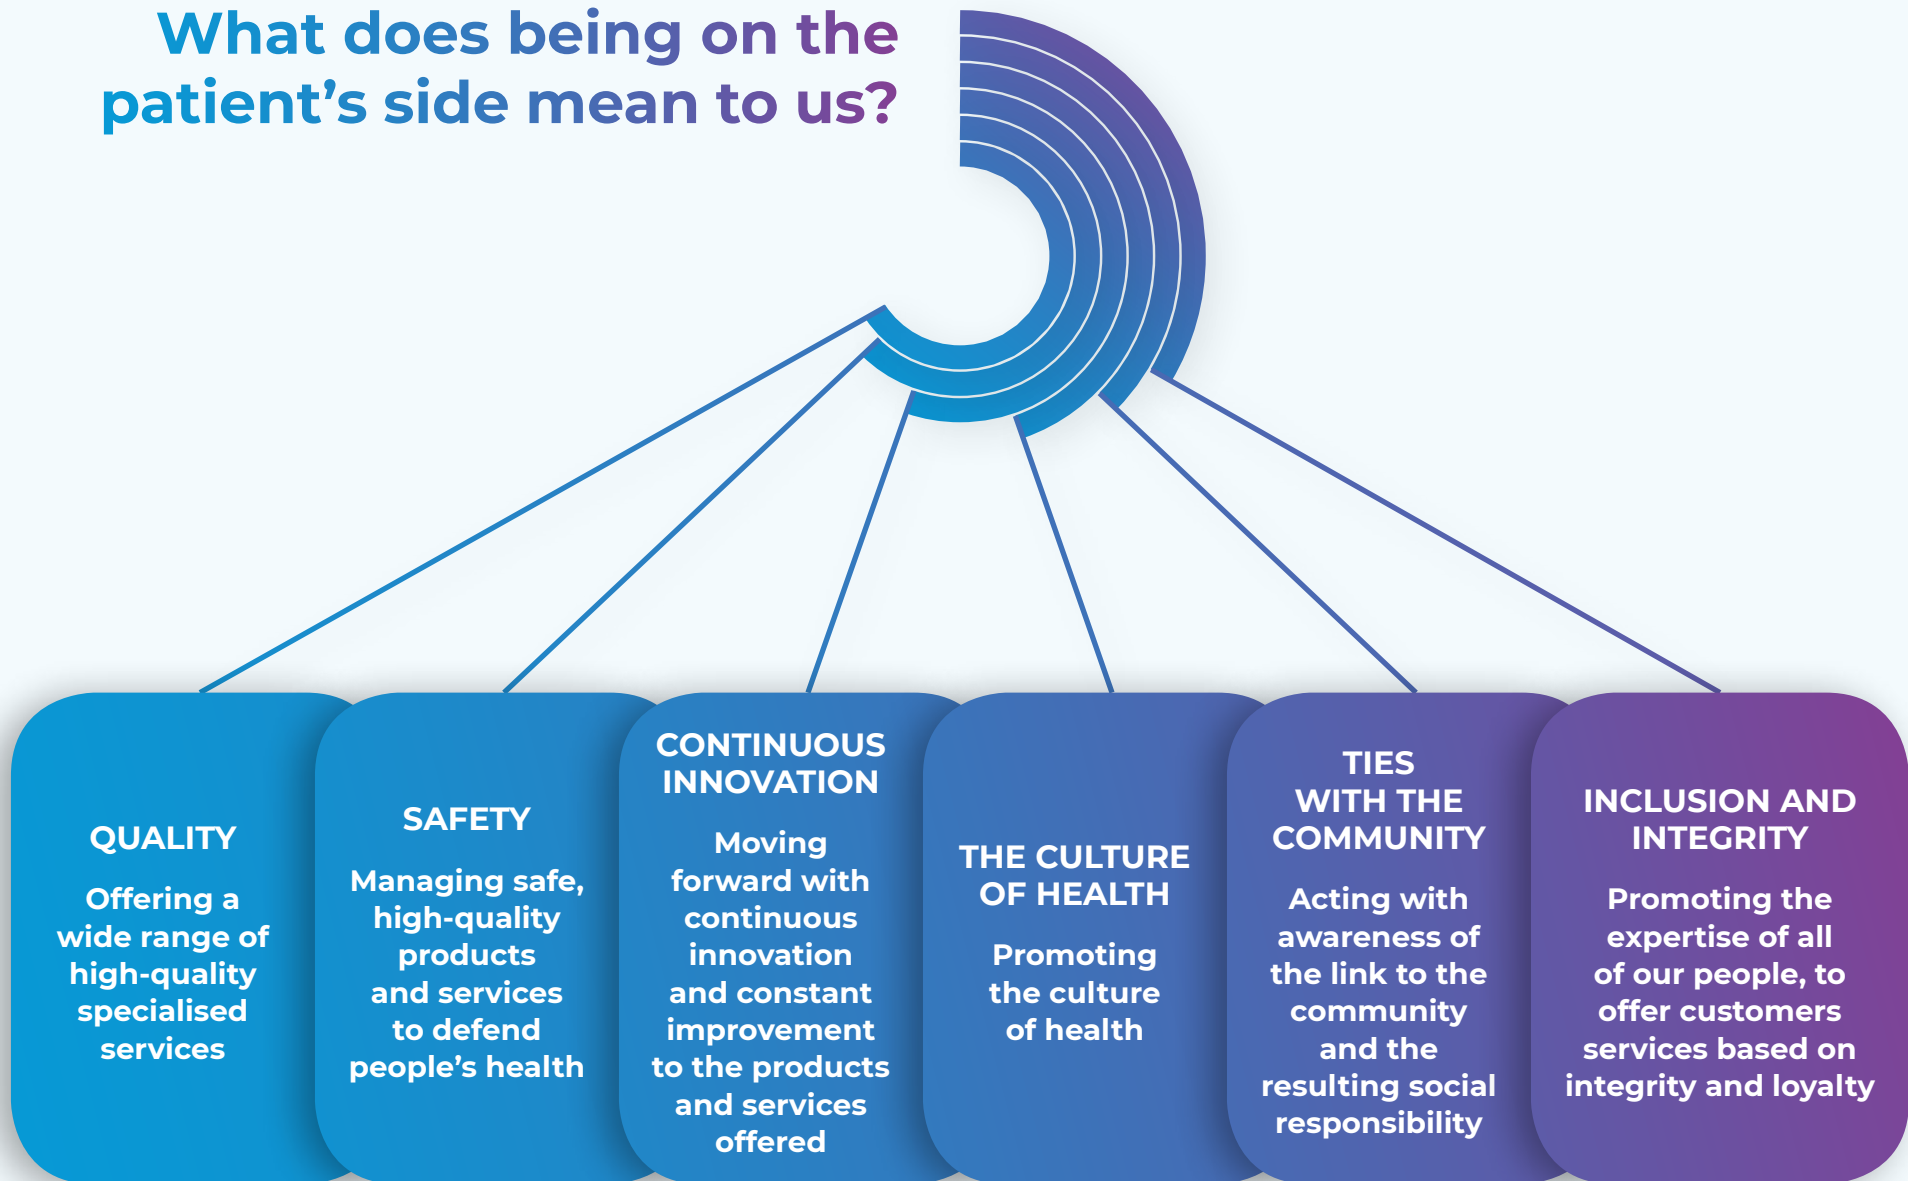 What does being on the
patient’s side mean to us?
QUALITY
Offering a
wide range of
high-quality
specialised
services
SAFETY
Managing safe,
high-quality
products
and services
to defend
people’s health
CONTINUOUS
INNOVATION
Moving
forward with
continuous
innovation
and constant
improvement
to the products
and services
offered
THE CULTURE
OF HEALTH
Promoting
the culture
of health
TIES
WITH THE
COMMUNITY
Acting with
awareness of
the link to the
community
and the
resulting social
responsibility
INCLUSION AND
INTEGRITY
Promoting the
expertise of all
of our people, to
offer customers
services based on
integrity and loyalty